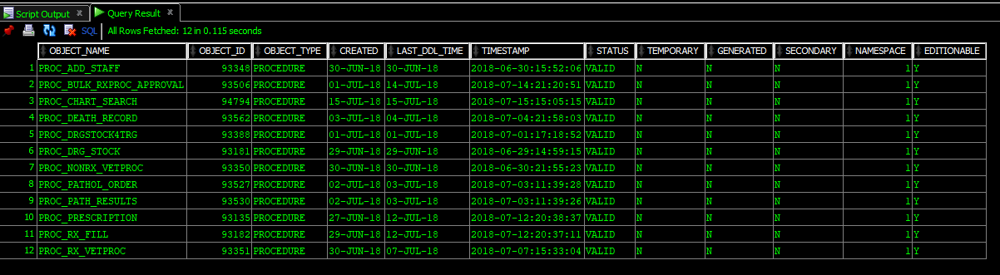 Script Output × Query Result ×
SQL All Rows Fetched: 12 in 0.115 seconds
OBJECT_NAME OBJECT_ID OBJECT_TYPE CREATED LAST_DDL_TIME TIMESTAMP STATUS TEMPORARY GENERATED SECONDARY NAMESPACE EDITIONABLE
1 PROC_ADD_STAFF 93348 PROCEDURE 30-JUN-18 30-JUN-18 2018-06-30:15:52:06 VALID N N N 1 Y
2 PROC_BULK_RXPROC_APPROVAL 93506 PROCEDURE 01-JUL-18 14-JUL-18 2018-07-14:21:20:51 VALID N N N 1 Y
3 PROC_CHART_SEARCH 94794 PROCEDURE 15-JUL-18 15-JUL-18 2018-07-15:15:05:15 VALID N N N 1 Y
4 PROC_DEATH_RECORD 93562 PROCEDURE 03-JUL-18 04-JUL-18 2018-07-04:21:58:03 VALID N N N 1 Y
5 PROC_DRGSTOCK4TRG 93388 PROCEDURE 01-JUL-18 01-JUL-18 2018-07-01:17:18:52 VALID N N N 1 Y
6 PROC_DRG_STOCK 93181 PROCEDURE 29-JUN-18 29-JUN-18 2018-06-29:14:59:15 VALID N N N 1 Y
7 PROC_NONRX_VETPROC 93350 PROCEDURE 30-JUN-18 30-JUN-18 2018-06-30:21:55:23 VALID N N N 1 Y
8 PROC_PATHOL_ORDER 93527 PROCEDURE 02-JUL-18 03-JUL-18 2018-07-03:11:39:28 VALID N N N 1 Y
9 PROC_PATH_RESULTS 93530 PROCEDURE 02-JUL-18 03-JUL-18 2018-07-03:11:39:26 VALID N N N 1 Y
10 PROC_PRESCRIPTION 93135 PROCEDURE 27-JUN-18 12-JUL-18 2018-07-12:20:38:37 VALID N N N 1 Y
11 PROC_RX_FILL 93182 PROCEDURE 29-JUN-18 12-JUL-18 2018-07-12:20:37:11 VALID N N N 1 Y
12 PROC_RX_VETPROC 93351 PROCEDURE 30-JUN-18 07-JUL-18 2018-07-07:15:33:04 VALID N N N 1 Y